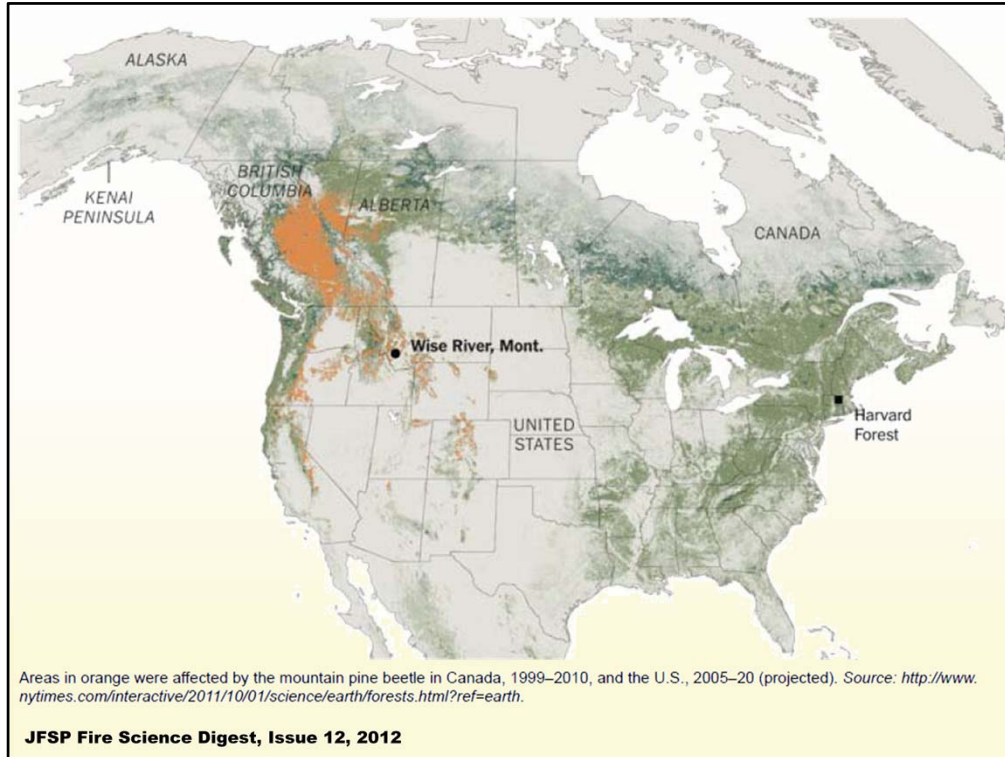 ALASKA
KENAI
PENINSULA
BRITISH
COLUMBIA
ALBERTA
CANADA
Wise River, Mont.
UNITED
STATES
Harvard
Forest
Areas in orange were affected by the mountain pine beetle in Canada, 1999–2010, and the U.S., 2005–20 (projected). Source: http://www.
nytimes.com/interactive/2011/10/01/science/earth/forests.html?ref=earth.
JFSP Fire Science Digest, Issue 12, 2012